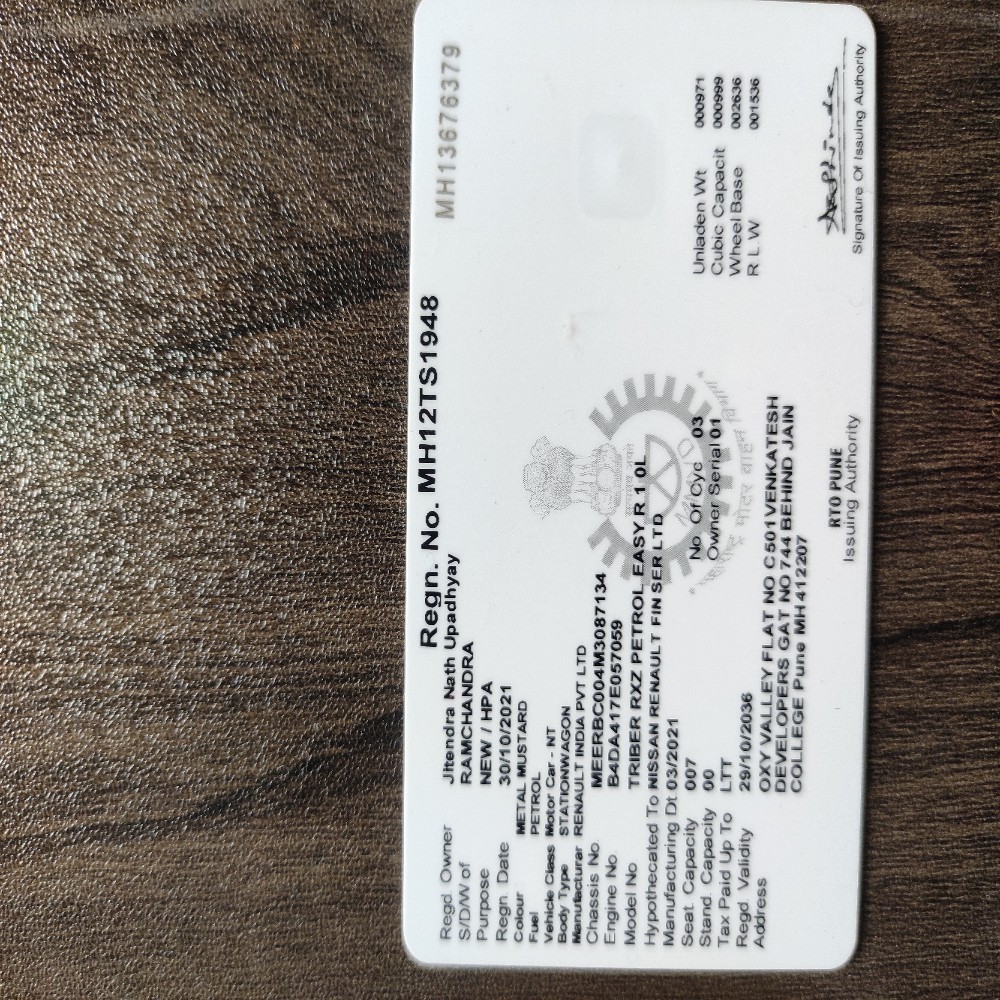 MH13676379
Regn. No. MH12TS1948
Regd. Owner Jitendra Nath Upadhyay
S/D/W of RAMCHANDRA
Purpose NEW / HPA
Regn Date 30/10/2021
Colour METAL MUSTARD
Fuel PETROL
Vehicle Class Motor Car - NT
Body Type STATIONWAGON
Manufacturar RENAULT INDIA PVT LTD
Chassis No. MEERBC004M3087134
Engine No. B4DA417E057059
Model No TRIBER RXZ PETROL EASY R 1 0L
Hypothecated To NISSAN RENAULT FIN SER LTD
Manufacturing Dt 03/2021
Seat. Capacity 007 No Of Cyc 03 Unladen Wt 000971
Stand. Capacity 00 Owner Serial 01 Cubic Capacit 000999
Tax Paid Up To LTT Wheel Base 002636
Regd. Validity 29/10/2036 R L W 001536
Address OXY VALLEY FLAT NO C501VENKATESH
DEVELOPERS GAT NO 744 BEHIND JAIN
COLLEGE Pune MH 412207
RTO PUNE
Issuing Authority
Signature Of Issuing Authority